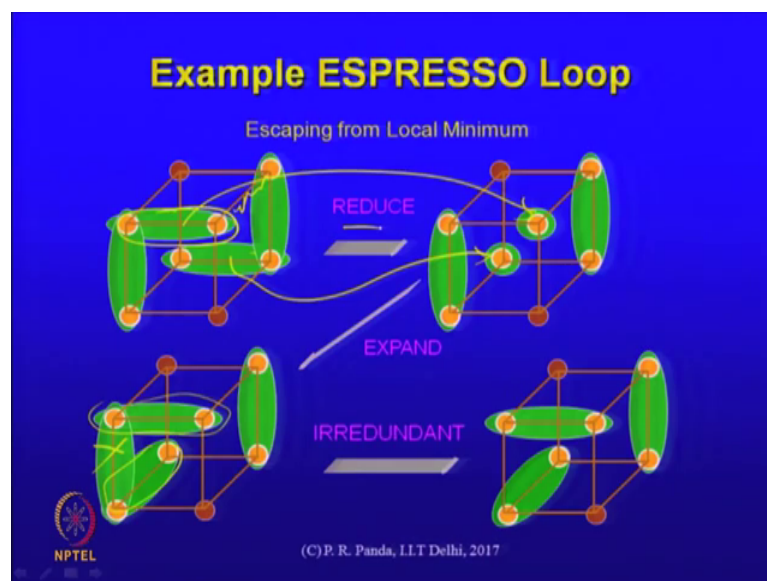 Example ESPRESSO Loop
Escaping from Local Minimum
REDUCE
EXPAND
IRREDUNDANT
NPTEL
(C) P. R. Panda, I.I.T Delhi, 2017